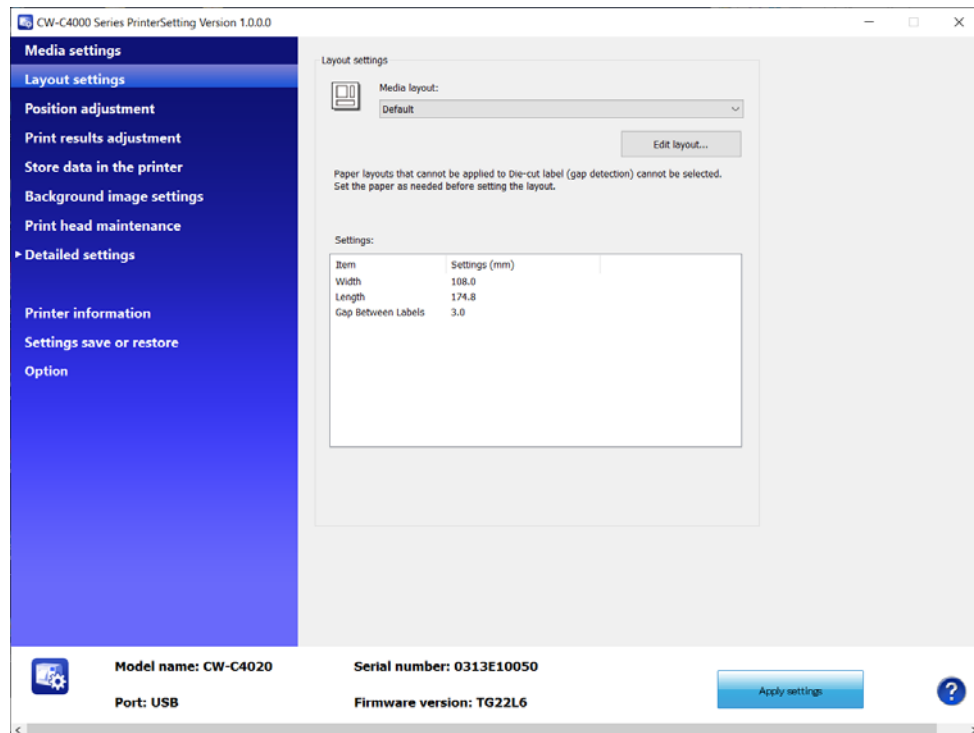 CW-C4000 Series PrinterSetting Version 1.0.0.0
Media settings
Layout settings
Position adjustment
Print results adjustment
Store data in the printer
Background image settings
Print head maintenance
Detailed settings
Printer information
Settings save or restore
Option
Layout settings
Media layout:
Default
Edit layout...
Paper layouts that cannot be applied to Die-cut label (gap detection) cannot be selected.
Set the paper as needed before setting the layout.
Settings:
Item Settings (mm)
Width 108.0
Length 174.8
Gap Between Labels 3.0
Model name: CW-C4020 Serial number: 0313E10050
Port: USB Firmware version: TG22L6
Apply settings
?